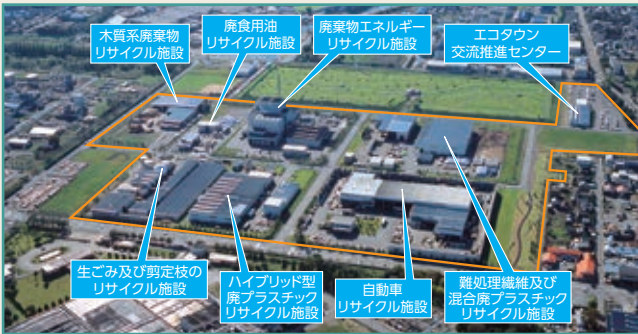 木質系廃棄物
リサイクル施設
廃食用油
リサイクル施設
廃棄物エネルギー
リサイクル施設
エコタウン
交流推進センター
生ごみ及び剪定枝の
リサイクル施設
ハイブリッド型
廃プラスチック
リサイクル施設
自動車
リサイクル施設
難処理繊維及び
混合廃プラスチック
リサイクル施設